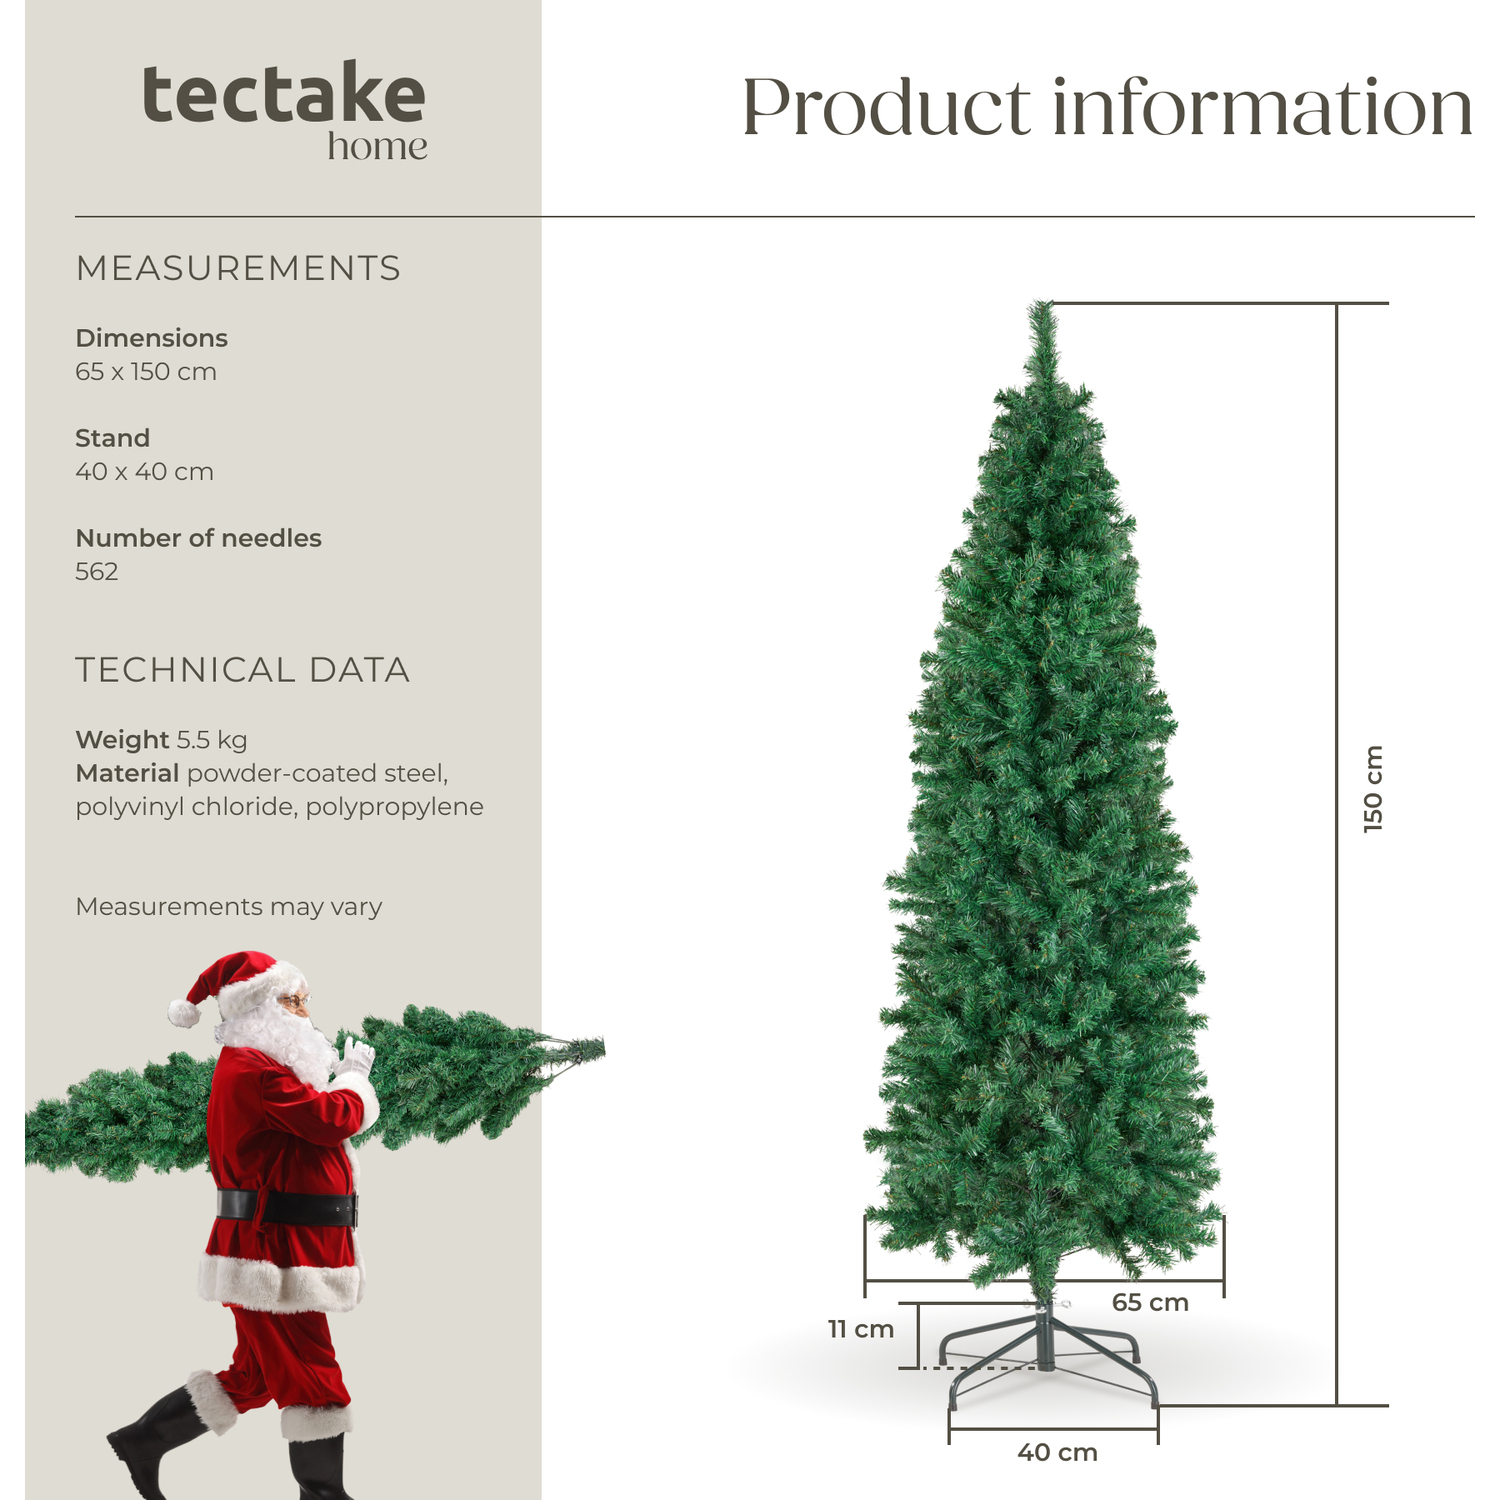 tectake
home
Product information
MEASUREMENTS
Dimensions
65 x 150 cm
Stand
40 x 40 cm
Number of needles
562
TECHNICAL DATA
Weight 5.5 kg
Material powder-coated steel,
polyvinyl chloride, polypropylene
Measurements may vary
150 cm
65 cm
11 cm
40 cm